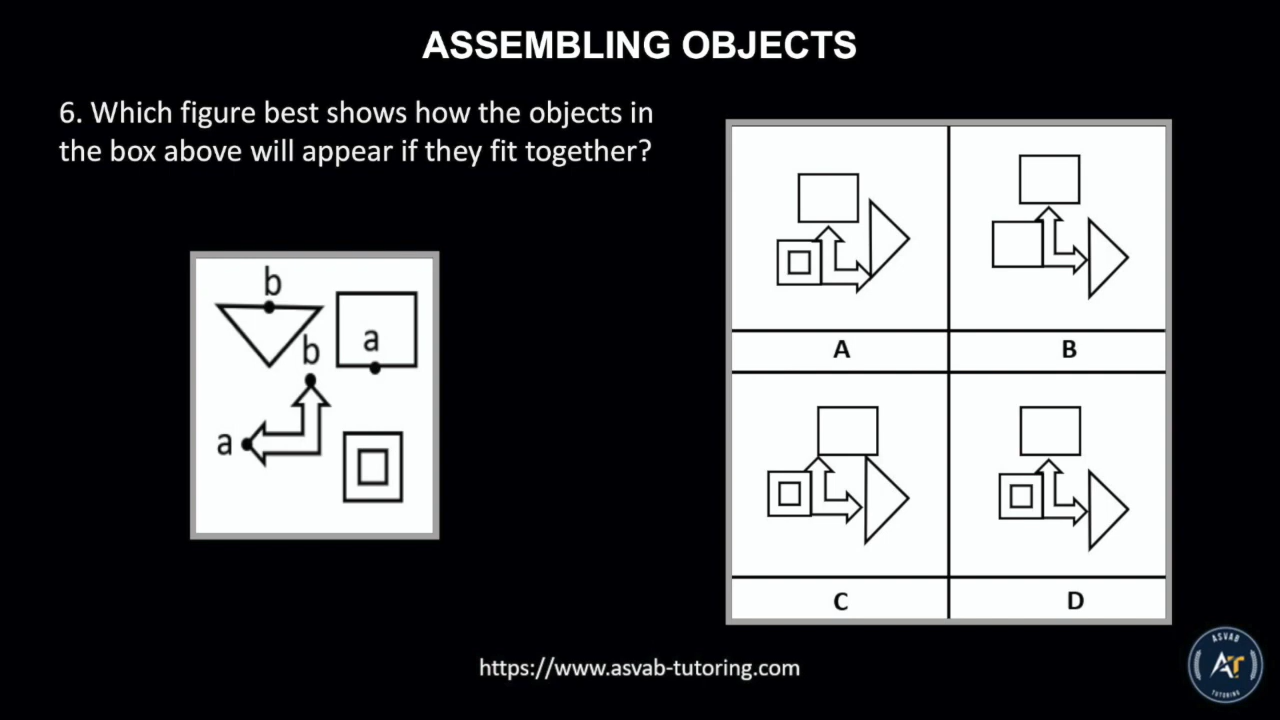 ASSEMBLING OBJECTS
6. Which figure best shows how the objects in
the box above will appear if they fit together?
b
a
b
a
A
B
C
D
https://www.asvab-tutoring.com
ASVAB
AT
TUTORING